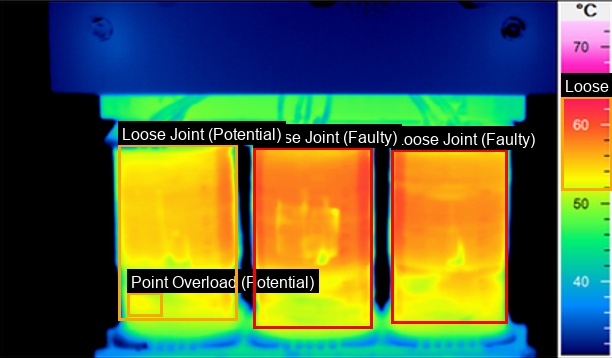 °C
70
Loose
60
Loose Joint (Potential)
se Joint (Faulty)
oose Joint (Faulty)
50
Point Overload (Potential)
40